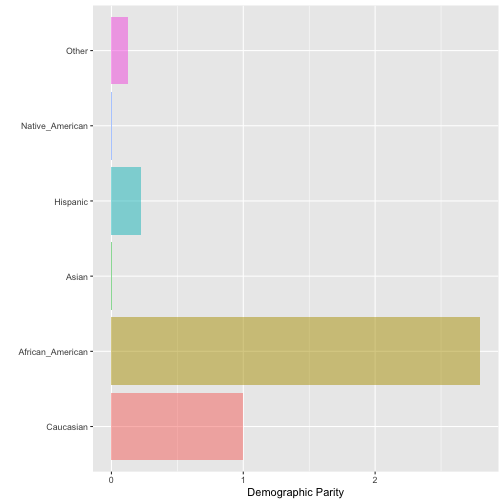 Other
Native_American
Hispanic
Asian
African_American
Caucasian
0 1 2
Demographic Parity